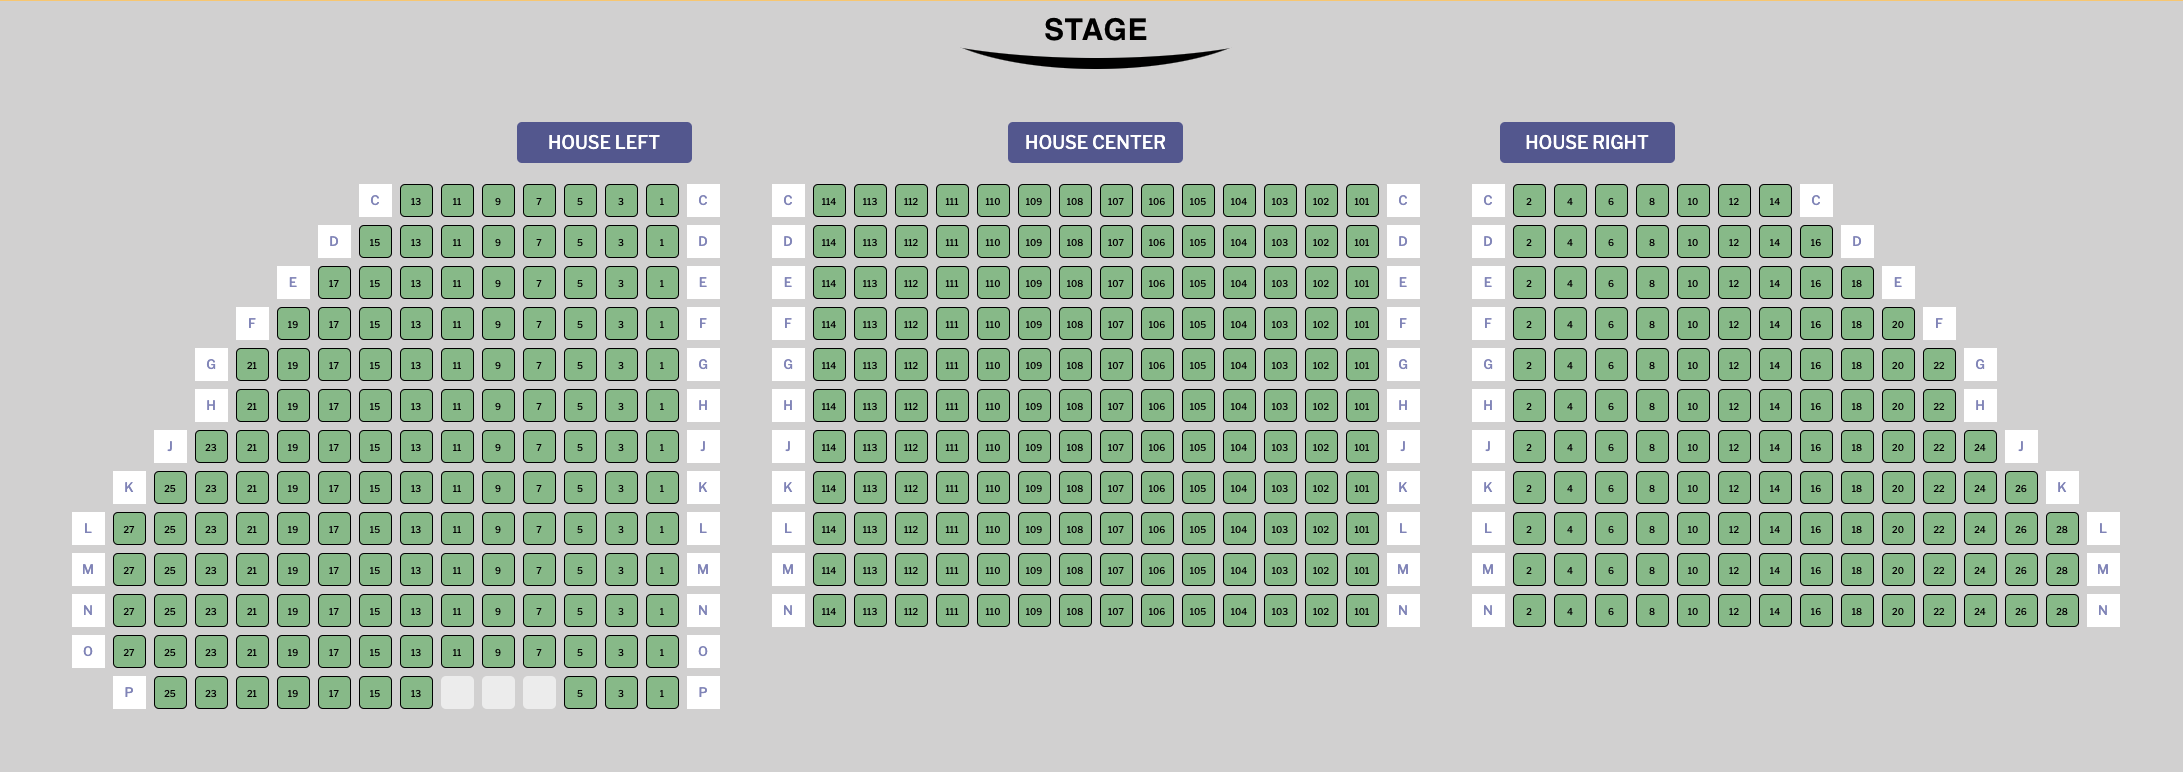 STAGE
HOUSE LEFT HOUSE CENTER HOUSE RIGHT
C 13 11 9 7 5 3 1 C C 114 113 112 111 110 109 108 107 106 105 104 103 102 101 C C 2 4 6 8 10 12 14 C
D 15 13 11 9 7 5 3 1 D D 114 113 112 111 110 109 108 107 106 105 104 103 102 101 D D 2 4 6 8 10 12 14 16 D
E 17 15 13 11 9 7 5 3 1 E E 114 113 112 111 110 109 108 107 106 105 104 103 102 101 E E 2 4 6 8 10 12 14 16 18 E
F 19 17 15 13 11 9 7 5 3 1 F F 114 113 112 111 110 109 108 107 106 105 104 103 102 101 F F 2 4 6 8 10 12 14 16 18 20 F
G 21 19 17 15 13 11 9 7 5 3 1 G G 114 113 112 111 110 109 108 107 106 105 104 103 102 101 G G 2 4 6 8 10 12 14 16 18 20 22 G
H 21 19 17 15 13 11 9 7 5 3 1 H H 114 113 112 111 110 109 108 107 106 105 104 103 102 101 H H 2 4 6 8 10 12 14 16 18 20 22 H
J 23 21 19 17 15 13 11 9 7 5 3 1 J J 114 113 112 111 110 109 108 107 106 105 104 103 102 101 J J 2 4 6 8 10 12 14 16 18 20 22 24 J
K 25 23 21 19 17 15 13 11 9 7 5 3 1 K K 114 113 112 111 110 109 108 107 106 105 104 103 102 101 K K 2 4 6 8 10 12 14 16 18 20 22 24 26 K
L 27 25 23 21 19 17 15 13 11 9 7 5 3 1 L L 114 113 112 111 110 109 108 107 106 105 104 103 102 101 L L 2 4 6 8 10 12 14 16 18 20 22 24 26 28 L
M 27 25 23 21 19 17 15 13 11 9 7 5 3 1 M M 114 113 112 111 110 109 108 107 106 105 104 103 102 101 M M 2 4 6 8 10 12 14 16 18 20 22 24 26 28 M
N 27 25 23 21 19 17 15 13 11 9 7 5 3 1 N N 114 113 112 111 110 109 108 107 106 105 104 103 102 101 N N 2 4 6 8 10 12 14 16 18 20 22 24 26 28 N
O 27 25 23 21 19 17 15 13 11 9 7 5 3 1 O
P 25 23 21 19 17 15 13 5 3 1 P